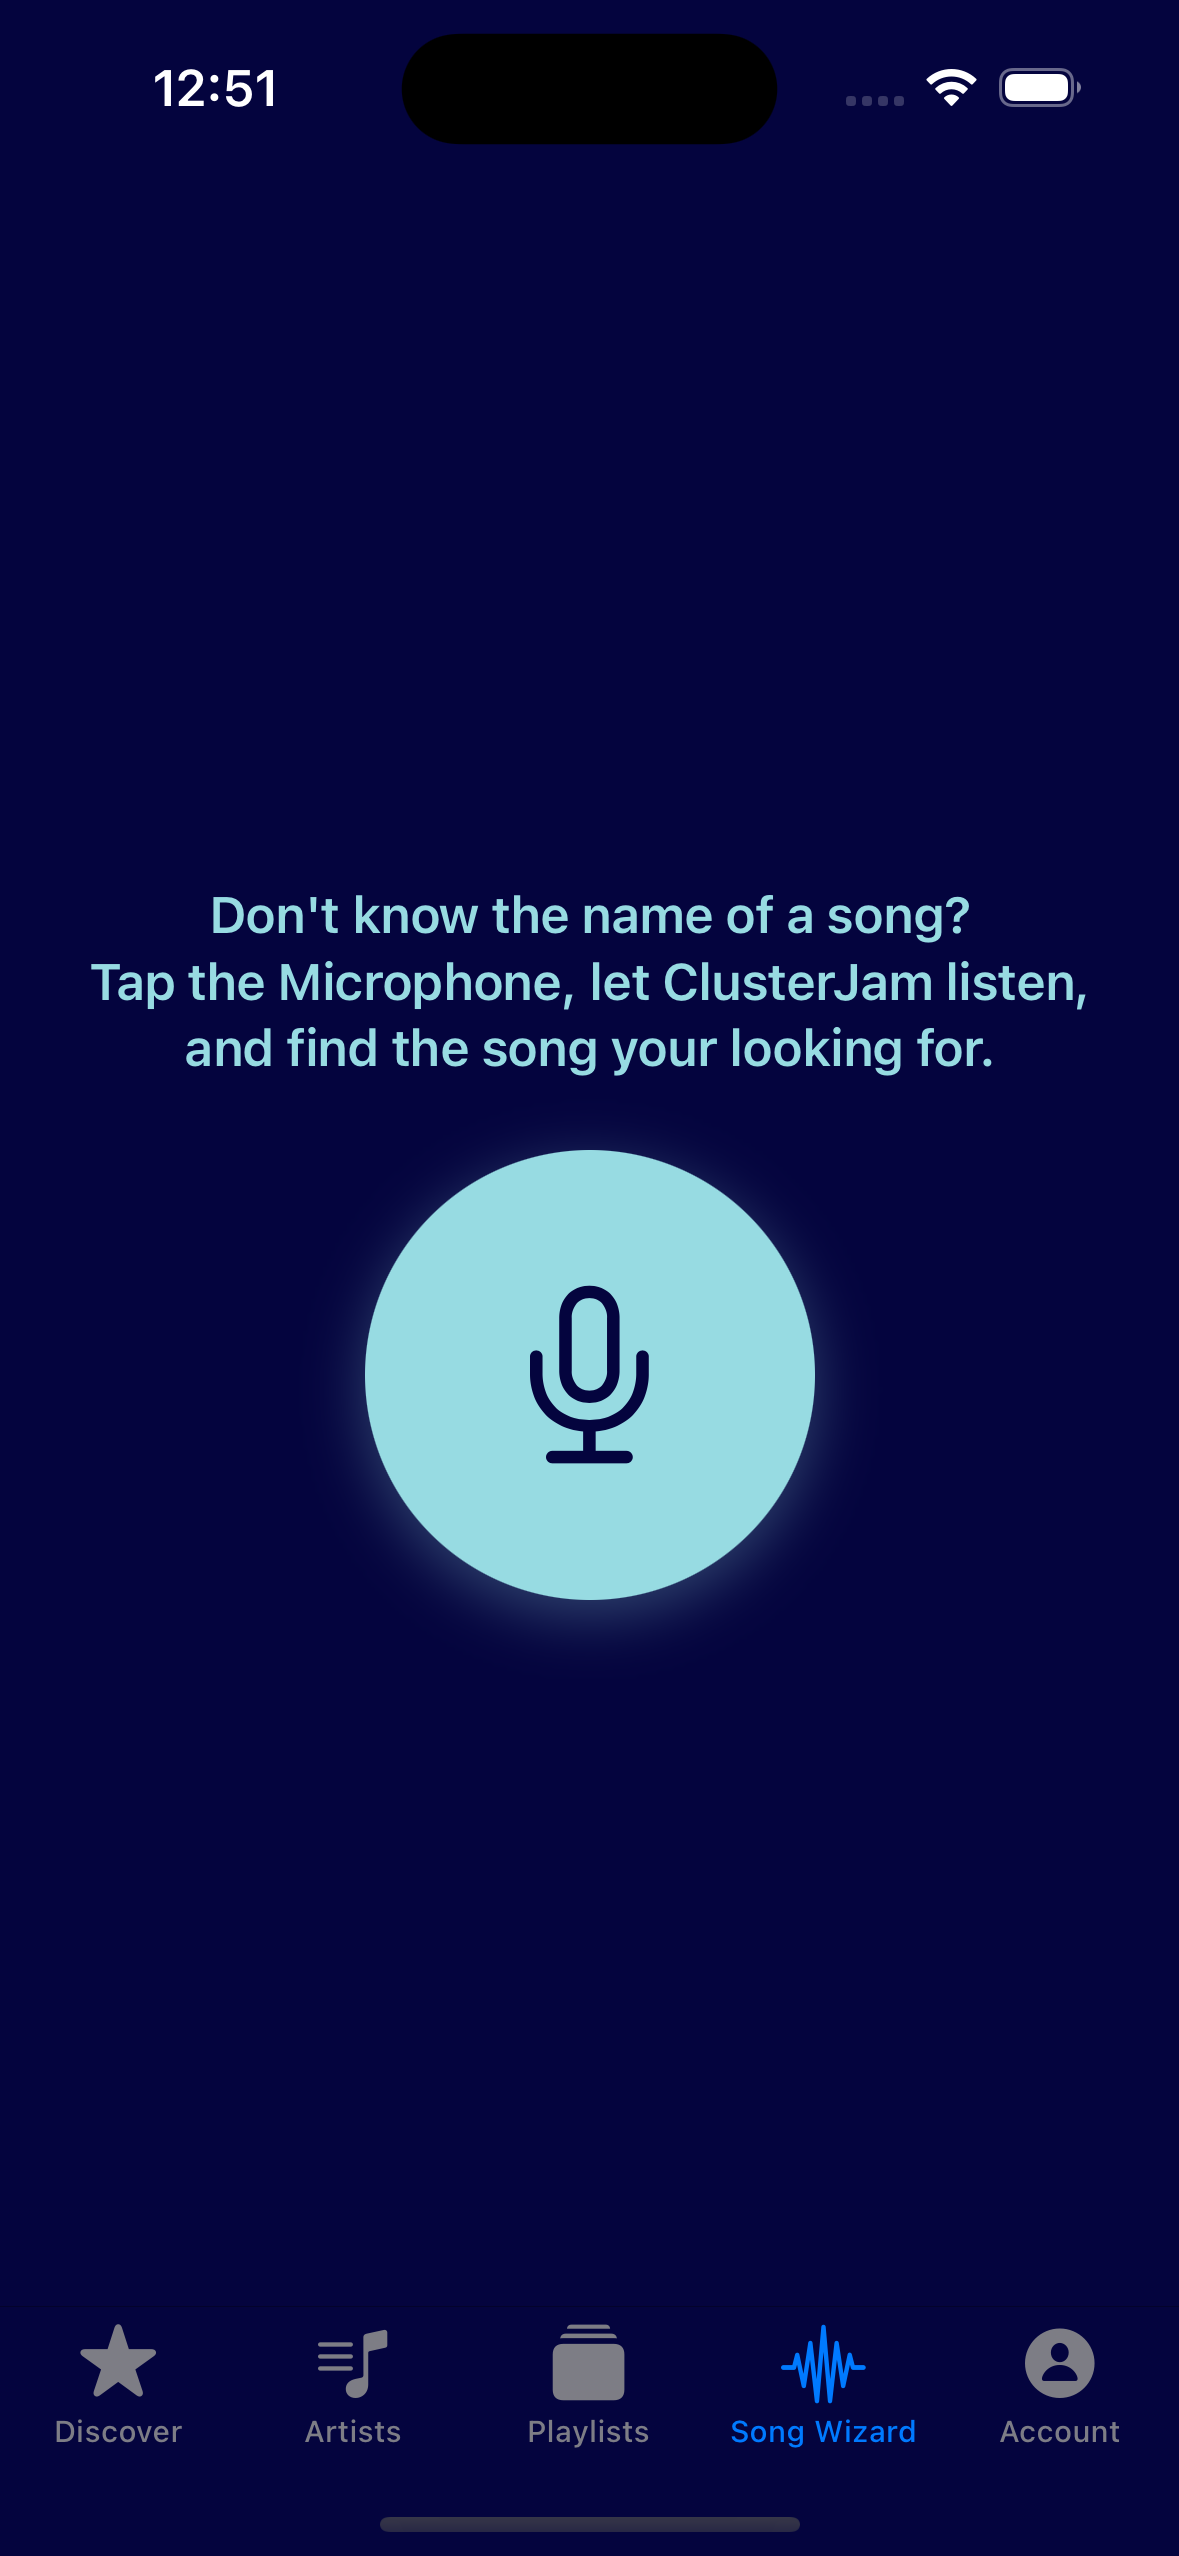 12:51
Don't know the name of a song?
Tap the Microphone, let ClusterJam listen,
and find the song your looking for.
Discover
Artists
Playlists
Song Wizard
Account